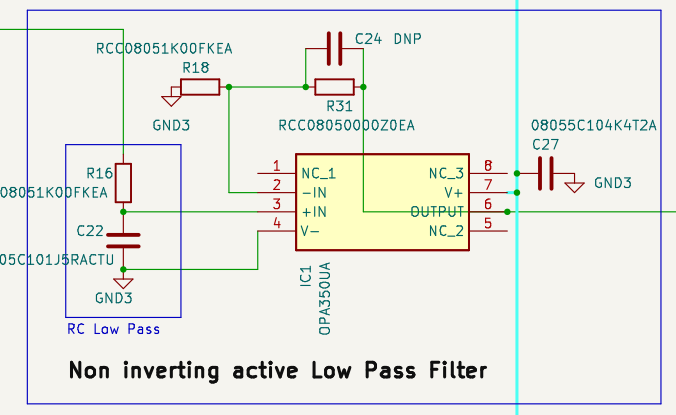 C24 DNP
RCC08051K00FKEA
R18
R31
GND3
RCC08050000Z0EA
08055C104K4T2A
C27
1 NC_1 NC_3 8
2 -IN V+ 7
3 +IN OUTPUT 6
4 V- NC_2 5
GND3
R16
08051K00FKEA
C22
05C101J5RACTU
GND3
IC1
OPA350UA
RC Low Pass
Non inverting active Low Pass Filter